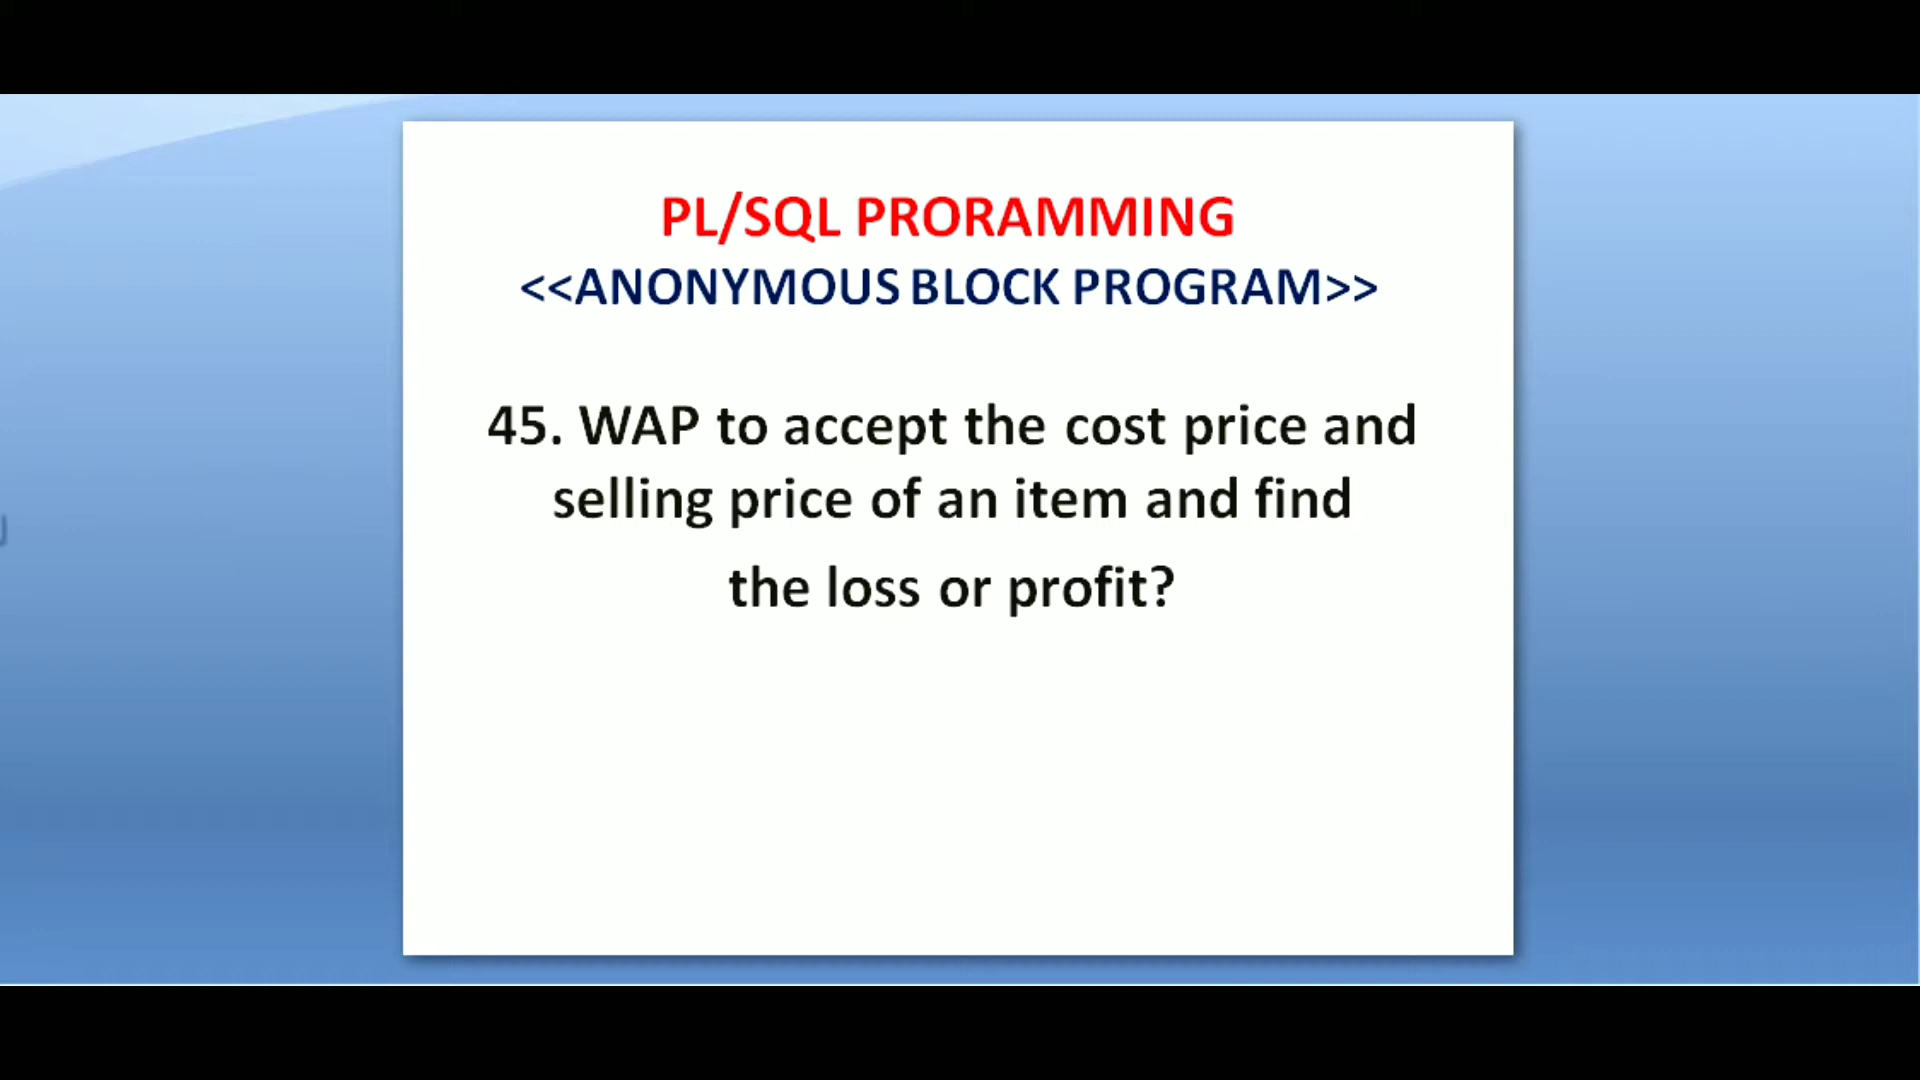 PL/SQL PRORAMMING
<<ANONYMOUS BLOCK PROGRAM>>
45. WAP to accept the cost price and
selling price of an item and find
the loss or profit?